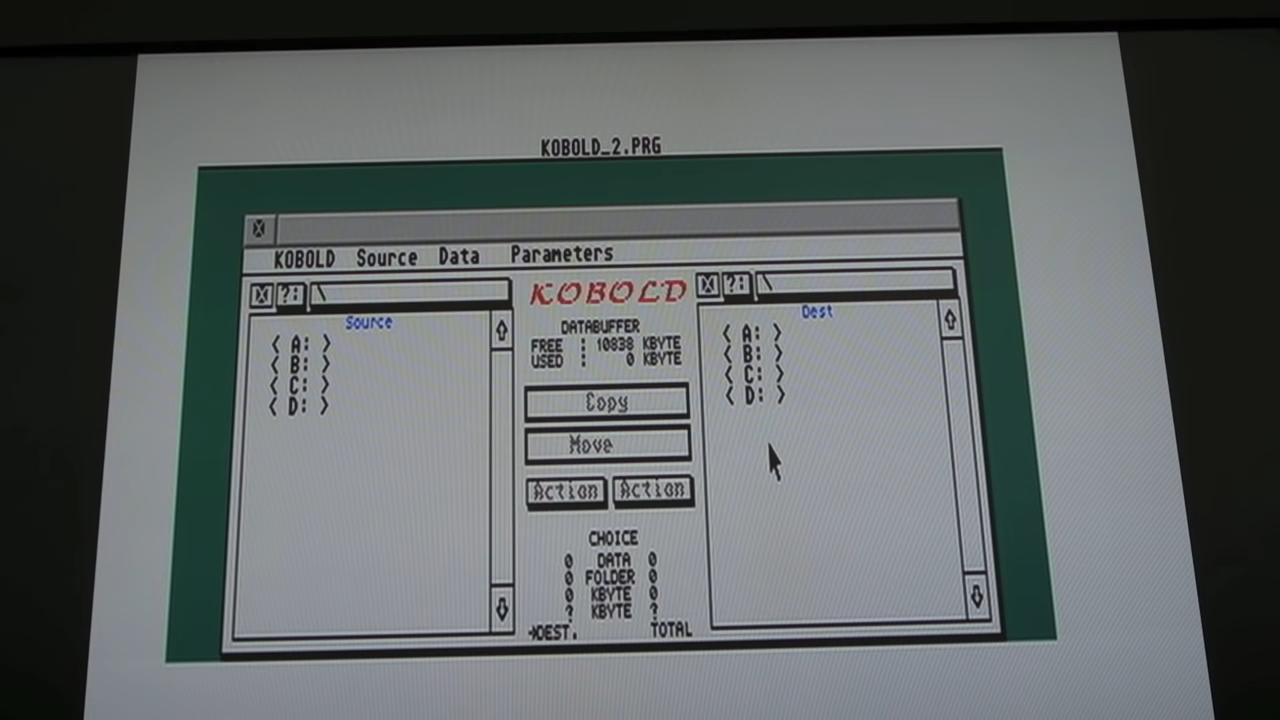 KOBOLD_2.PRG
KOBOLD Source Data Parameters
?: \
KOBOLD
?: \
Source
< A: >
< B: >
< C: >
< D: >
DATABUFFER
FREE : 10838 KBYTE
USED : 0 KBYTE
Copy
Move
Action Action
CHOICE
0 DATA 0
0 FOLDER 0
0 KBYTE 0
? KBYTE ?
→DEST. TOTAL
Dest
< A: >
< B: >
< C: >
< D: >